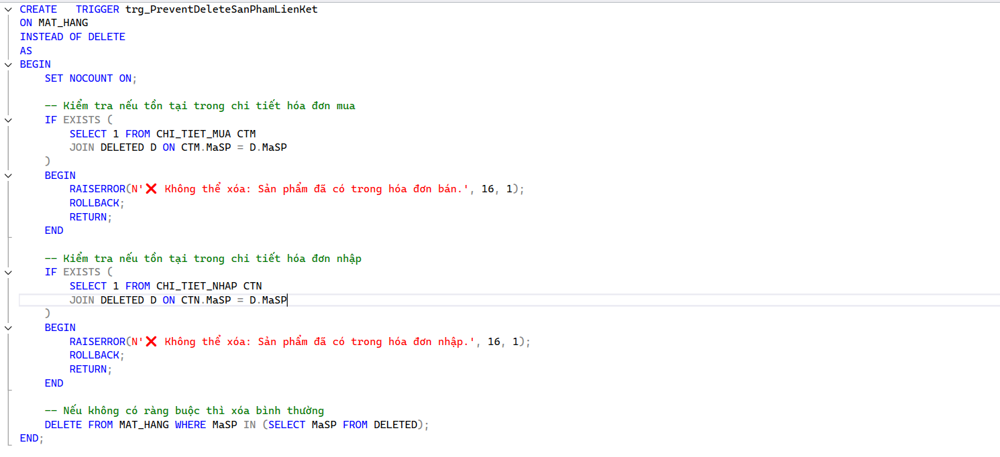 CREATE   TRIGGER trg_PreventDeleteSanPhamLienKet
ON MAT_HANG
INSTEAD OF DELETE
AS
BEGIN
    SET NOCOUNT ON;

    -- Kiểm tra nếu tồn tại trong chi tiết hóa đơn mua
    IF EXISTS (
        SELECT 1 FROM CHI_TIET_MUA CTM
        JOIN DELETED D ON CTM.MaSP = D.MaSP
    )
    BEGIN
        RAISERROR(N'❌ Không thể xóa: Sản phẩm đã có trong hóa đơn bán.', 16, 1);
        ROLLBACK;
        RETURN;
    END

    -- Kiểm tra nếu tồn tại trong chi tiết hóa đơn nhập
    IF EXISTS (
        SELECT 1 FROM CHI_TIET_NHAP CTN
        JOIN DELETED D ON CTN.MaSP = D.MaSP
    )
    BEGIN
        RAISERROR(N'❌ Không thể xóa: Sản phẩm đã có trong hóa đơn nhập.', 16, 1);
        ROLLBACK;
        RETURN;
    END

    -- Nếu không có ràng buộc thì xóa bình thường
    DELETE FROM MAT_HANG WHERE MaSP IN (SELECT MaSP FROM DELETED);
END;